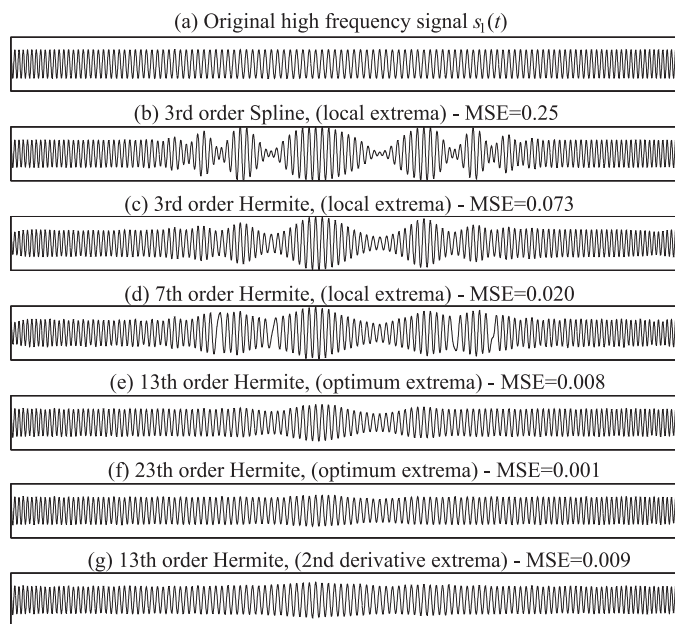 (a) Original high frequency signal s₁(t)
(b) 3rd order Spline, (local extrema) - MSE=0.25
(c) 3rd order Hermite, (local extrema) - MSE=0.073
(d) 7th order Hermite, (local extrema) - MSE=0.020
(e) 13th order Hermite, (optimum extrema) - MSE=0.008
(f) 23th order Hermite, (optimum extrema) - MSE=0.001
(g) 13th order Hermite, (2nd derivative extrema) - MSE=0.009